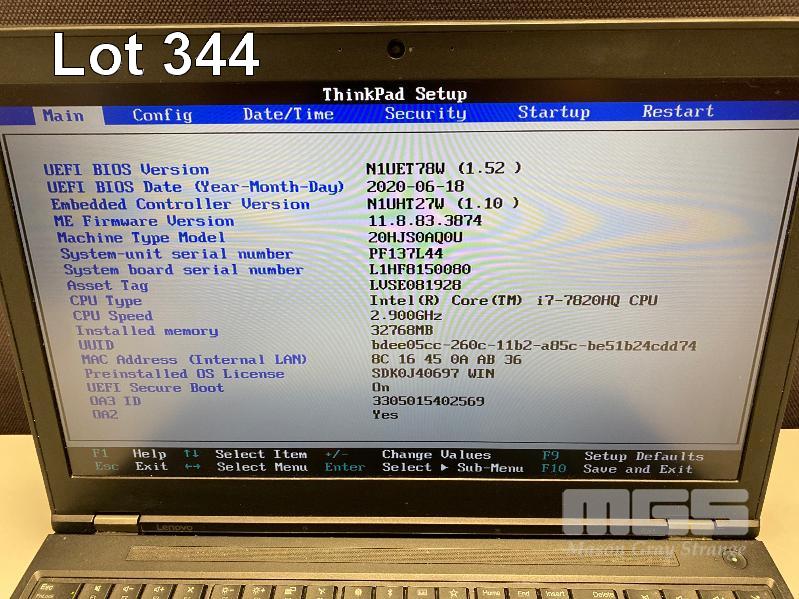 Lot 344
ThinkPad Setup
Main Config Date/Time Security Startup Restart
UEFI BIOS Version N1UET78W (1.52 )
UEFI BIOS Date (Year-Month-Day) 2020-06-18
Embedded Controller Version N1UHT27W (1.10 )
ME Firmware Version 11.8.83.3874
Machine Type Model 20HJS0AQ0U
System-unit serial number PF137L44
System board serial number L1HF8150080
Asset Tag LVSE081928
CPU Type Intel(R) Core(TM) i7-7820HQ CPU
CPU Speed 2.900GHz
Installed memory 32768MB
UUID bdee05cc-260c-11b2-a85c-be51b24cdd74
MAC Address (Internal LAN) 8C 16 45 0A AB 36
Preinstalled OS License SDK0J40697 WIN
UEFI Secure Boot On
OA3 ID 3305015402569
OA2 Yes
F1 Help ↑↓ Select Item +/- Change Values F9 Setup Defaults
Esc Exit ←→ Select Menu Enter Select ▶ Sub-Menu F10 Save and Exit
MGS
Lenovo
Mason Gray Strange
Esc Home End Insert Delete